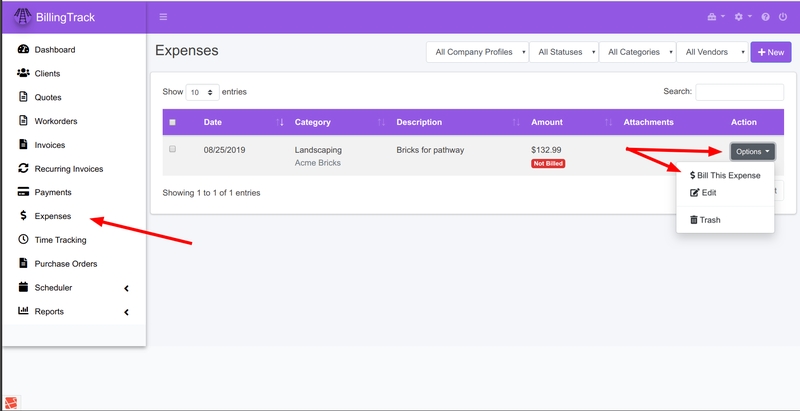 BillingTrack
Dashboard
Clients
Quotes
Workorders
Invoices
Recurring Invoices
Payments
Expenses
Time Tracking
Purchase Orders
Scheduler
Reports
Expenses
All Company Profiles All Statuses All Categories All Vendors + New
Show 10 entries Search:
Date Category Description Amount Attachments Action
08/25/2019 Landscaping Bricks for pathway $132.99 Options
Acme Bricks Not Billed
$ Bill This Expense
Edit
Trash
Showing 1 to 1 of 1 entries